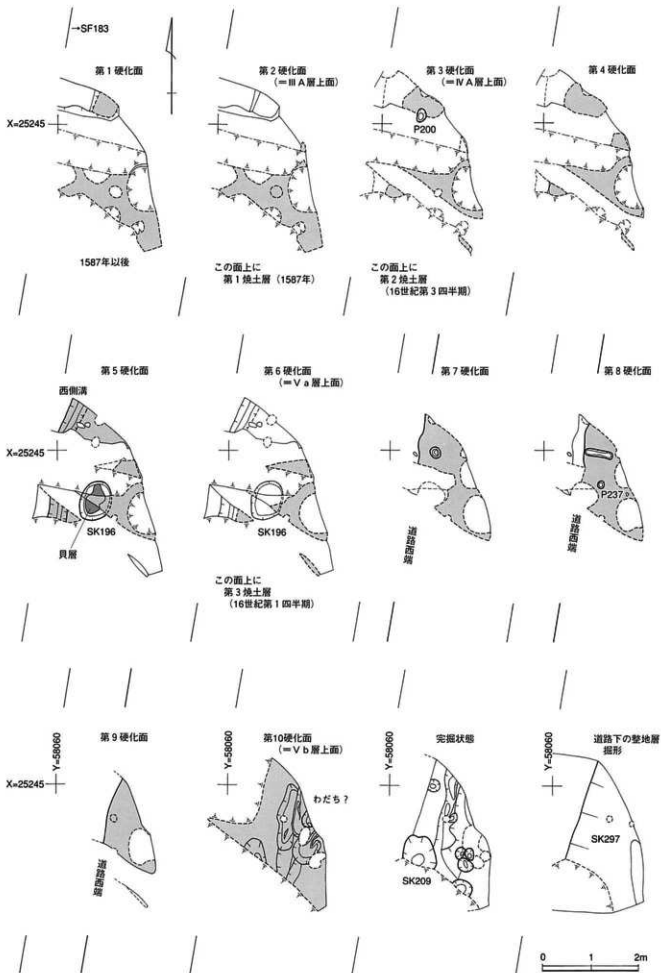 →SF183
第1硬化面
第2硬化面
(=ⅢA層上面)
第3硬化面
(=ⅣA層上面)
第4硬化面
X=25245
P200
1587年以後
この面上に
第1焼土層(1587年)
この面上に
第2焼土層
(16世紀第3四半期)
第5硬化面
第6硬化面
(=Ⅴa層上面)
第7硬化面
第8硬化面
西側溝
X=25245
SK196
貝層
SK196
P237
道路西端
道路西端
この面上に
第3焼土層
(16世紀第1四半期)
Y=58060
第9硬化面
Y=58060
第10硬化面
(=Ⅴb層上面)
完掘状態
Y=58060
道路下の整地層
掘形
X=25245
わだち?
SK297
道路西端
SK209
0 1 2m